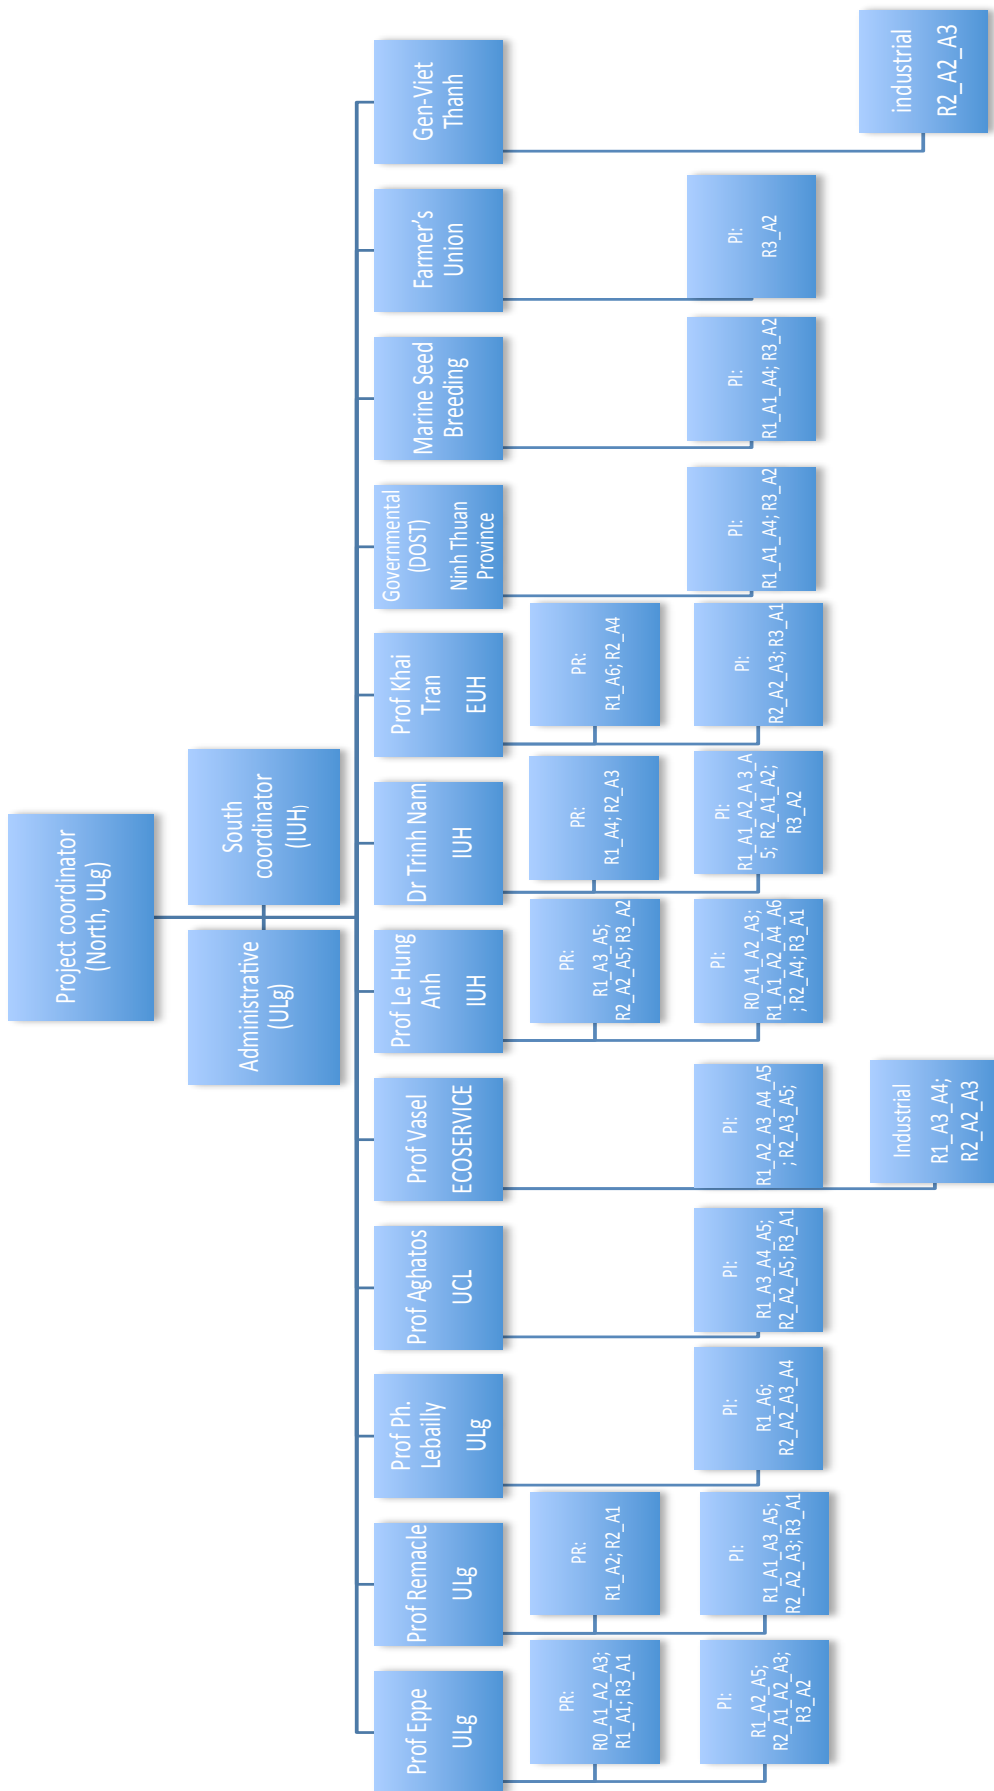 Project coordinator
(North, ULg)
Administrative
(ULg)
South
coordinator
(IUH)
Prof Eppe
ULg
Prof Remacle
ULg
Prof Ph.
Lebailly
ULg
Prof Aghatos
UCL
Prof Vasel
ECOSERVICE
Prof Le Hung
Anh
IUH
Dr Trinh Nam
IUH
Prof Khai
Tran
EUH
Governmental
(DOST)
Ninh Thuan
Province
Marine Seed
Breeding
Farmer's
Union
Gen-Viet
Thanh
PR:
R0_A1_A2_A3;
R1_A1; R3_A1
PR:
R1_A2; R2_A1
PR:
R1_A3_A5;
R2_A2_A5; R3_A2
PR:
R1_A4; R2_A3
PR:
R1_A6; R2_A4
PI:
R1_A2_A5;
R2_A1_A2_A3;
R3_A2
PI:
R1_A1_A3_A5;
R2_A2_A3; R3_A1
PI:
R1_A6;
R2_A2_A3_A4
PI:
R1_A3_A4_A5;
R2_A2_A5; R3_A1
PI:
R1_A2_A3_A4_A5
; R2_A3_A5;
PI:
R0_A1_A2_A3;
R1_A1_A2_A4_A6
; R2_A4; R3_A1
PI:
R1_A1_A2_A 3_A
5; R2_A1_A2;
R3_A2
PI:
R2_A2_A3; R3_A1
PI:
R1_A1_A4; R3_A2
PI:
R1_A1_A4; R3_A2
PI:
R3_A2
Industrial
R1_A3_A4;
R2_A2_A3
industrial
R2_A2_A3